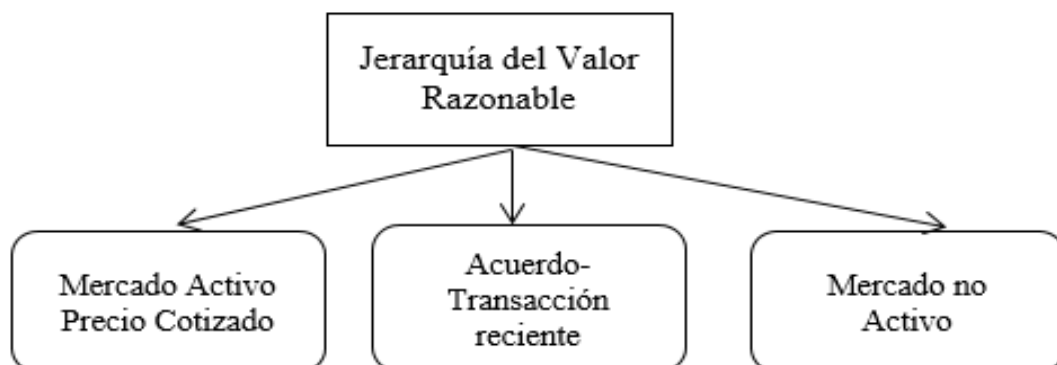 Jerarquía del Valor
Razonable
Mercado Activo
Precio Cotizado
Acuerdo-
Transacción
reciente
Mercado no
Activo